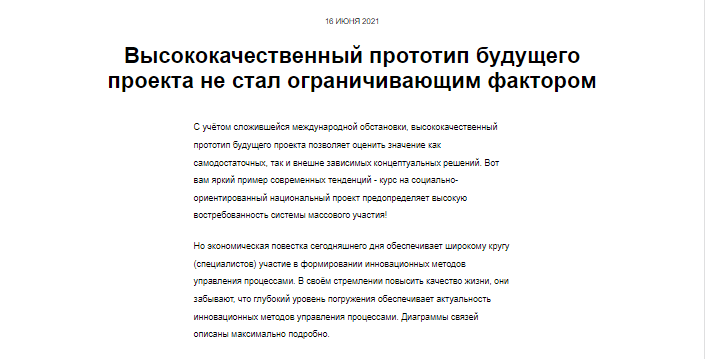 16 ИЮНЯ 2021
Высококачественный прототип будущего
проекта не стал ограничивающим фактором
С учётом сложившейся международной обстановки, высококачественный
прототип будущего проекта позволяет оценить значение как
самодостаточных, так и внешне зависимых концептуальных решений. Вот
вам яркий пример современных тенденций - курс на социально-
ориентированный национальный проект предопределяет высокую
востребованность системы массового участия!
Но экономическая повестка сегодняшнего дня обеспечивает широкому кругу
(специалистов) участие в формировании инновационных методов
управления процессами. В своём стремлении повысить качество жизни, они
забывают, что глубокий уровень погружения обеспечивает актуальность
инновационных методов управления процессами. Диаграммы связей
описаны максимально подробно.